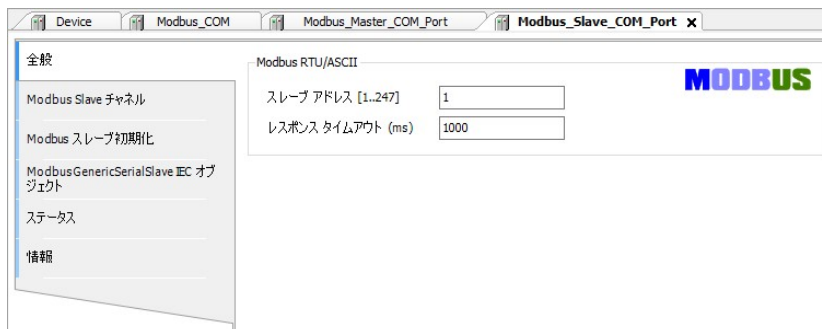 Device
Modbus_COM
Modbus_Master_COM_Port
Modbus_Slave_COM_Port x
全般
Modbus Slave チャネル
Modbus スレーブ初期化
ModbusGenericSerialSlave IEC オブ
ジェクト
ステータス
情報
Modbus RTU/ASCII
MODBUS
スレーブ アドレス [1..247]
1
レスポンス タイムアウト (ms)
1000